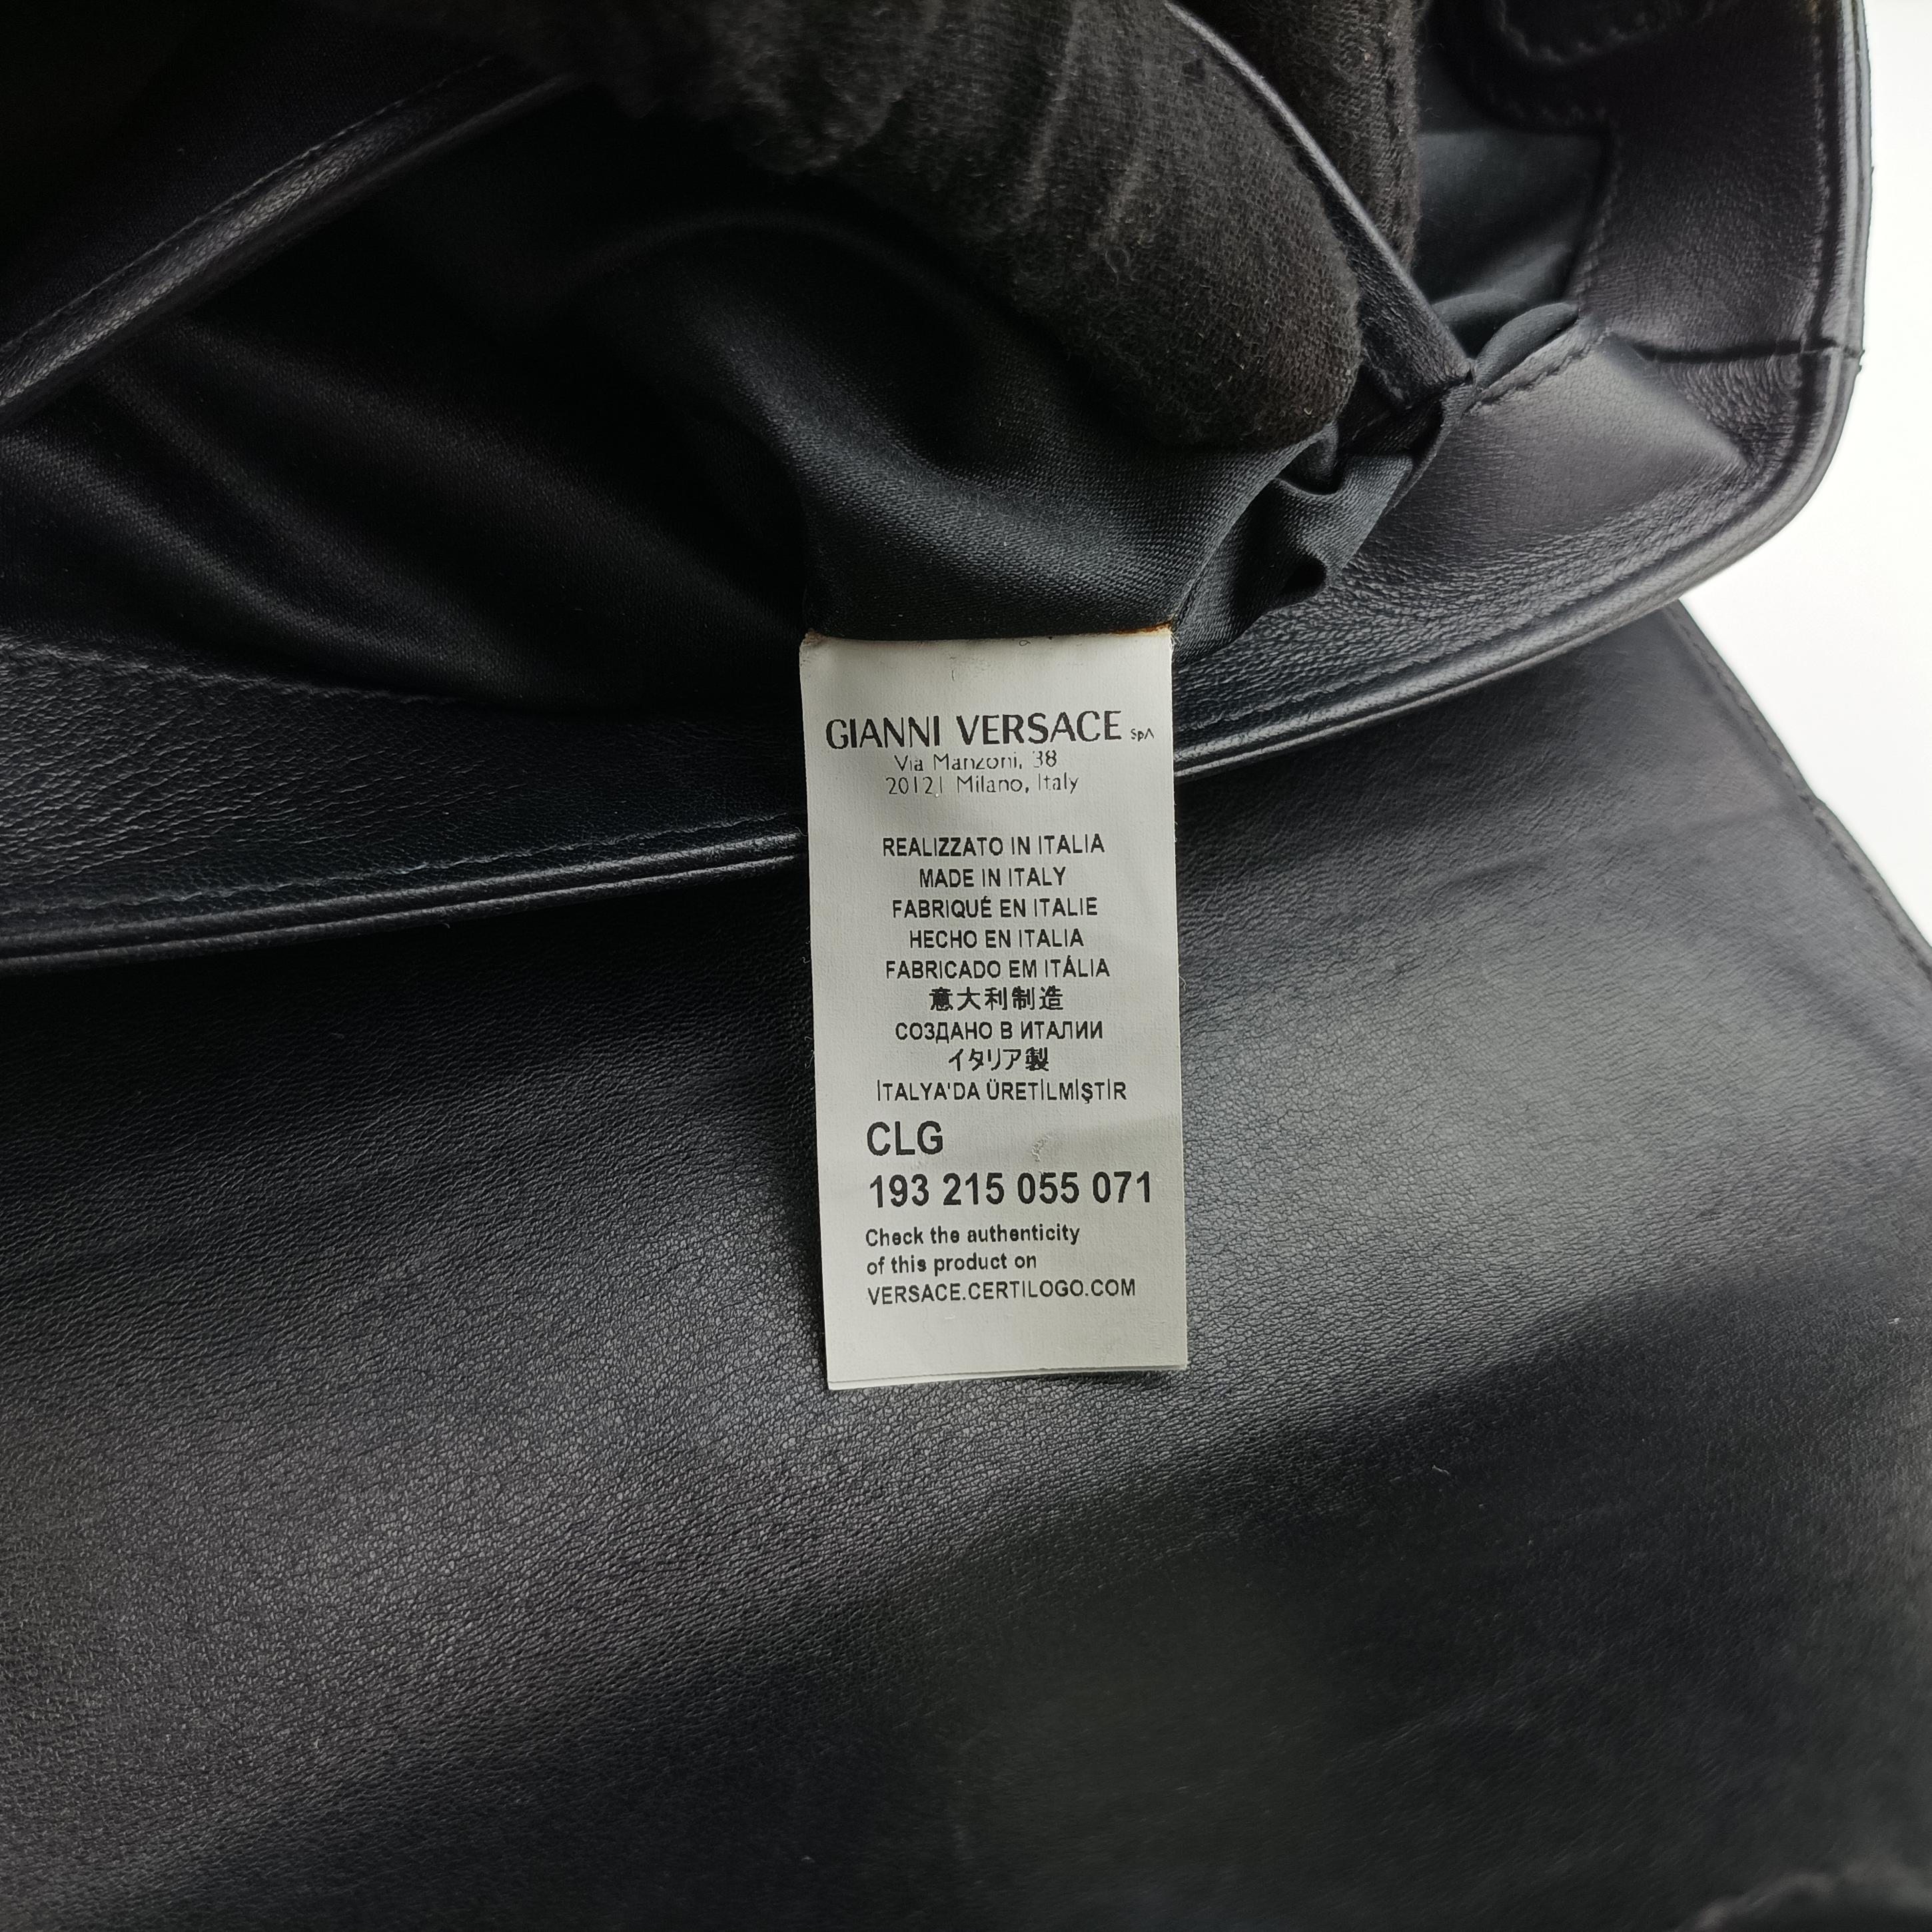 GIANNI VERSACE SpA
Via Manzoni, 38
20121 Milano, Italy
REALIZZATO IN ITALIA
MADE IN ITALY
FABRIQUÉ EN ITALIE
HECHO EN ITALIA
FABRICADO EM ITÁLIA
意大利制造
СОЗДАНО В ИТАЛИИ
イタリア製
İTALYA'DA ÜRETİLMİŞTİR
CLG
193 215 055 071
Check the authenticity
of this product on
VERSACE.CERTILOGO.COM